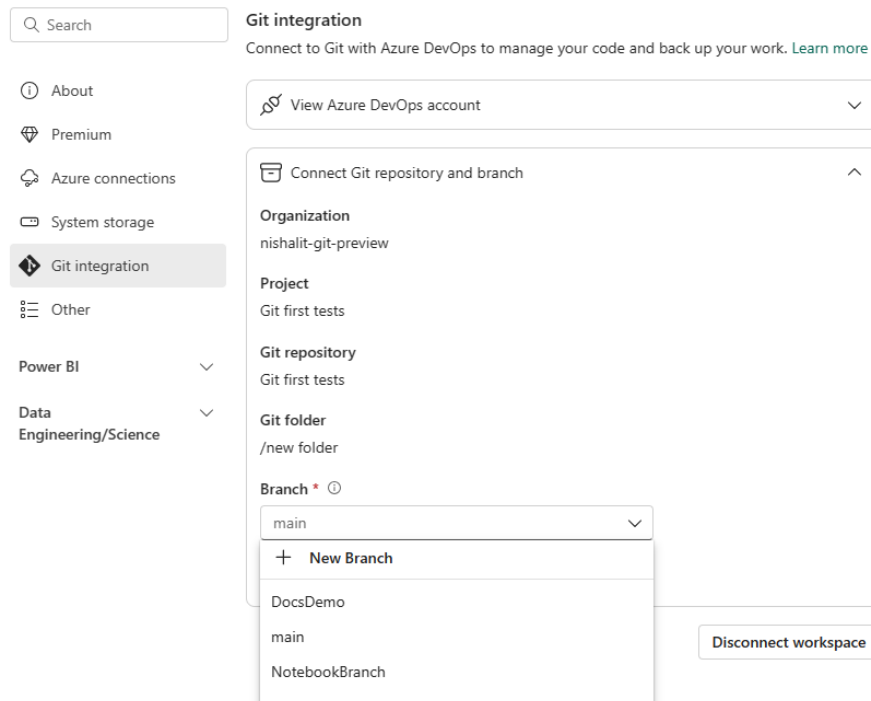 Search
About
Premium
Azure connections
System storage
Git integration
Other
Power BI
Data
Engineering/Science
Git integration
Connect to Git with Azure DevOps to manage your code and back up your work. Learn more
View Azure DevOps account
Connect Git repository and branch
Organization
nishalit-git-preview
Project
Git first tests
Git repository
Git first tests
Git folder
/new folder
Branch *
main
+ New Branch
DocsDemo
main
NotebookBranch
Disconnect workspace